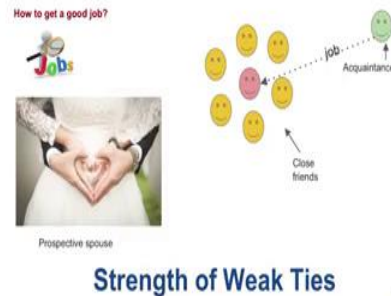 How to get a good job?
Jobs
job
Acquaintance
Close
friends
Prospective spouse
Strength of Weak Ties